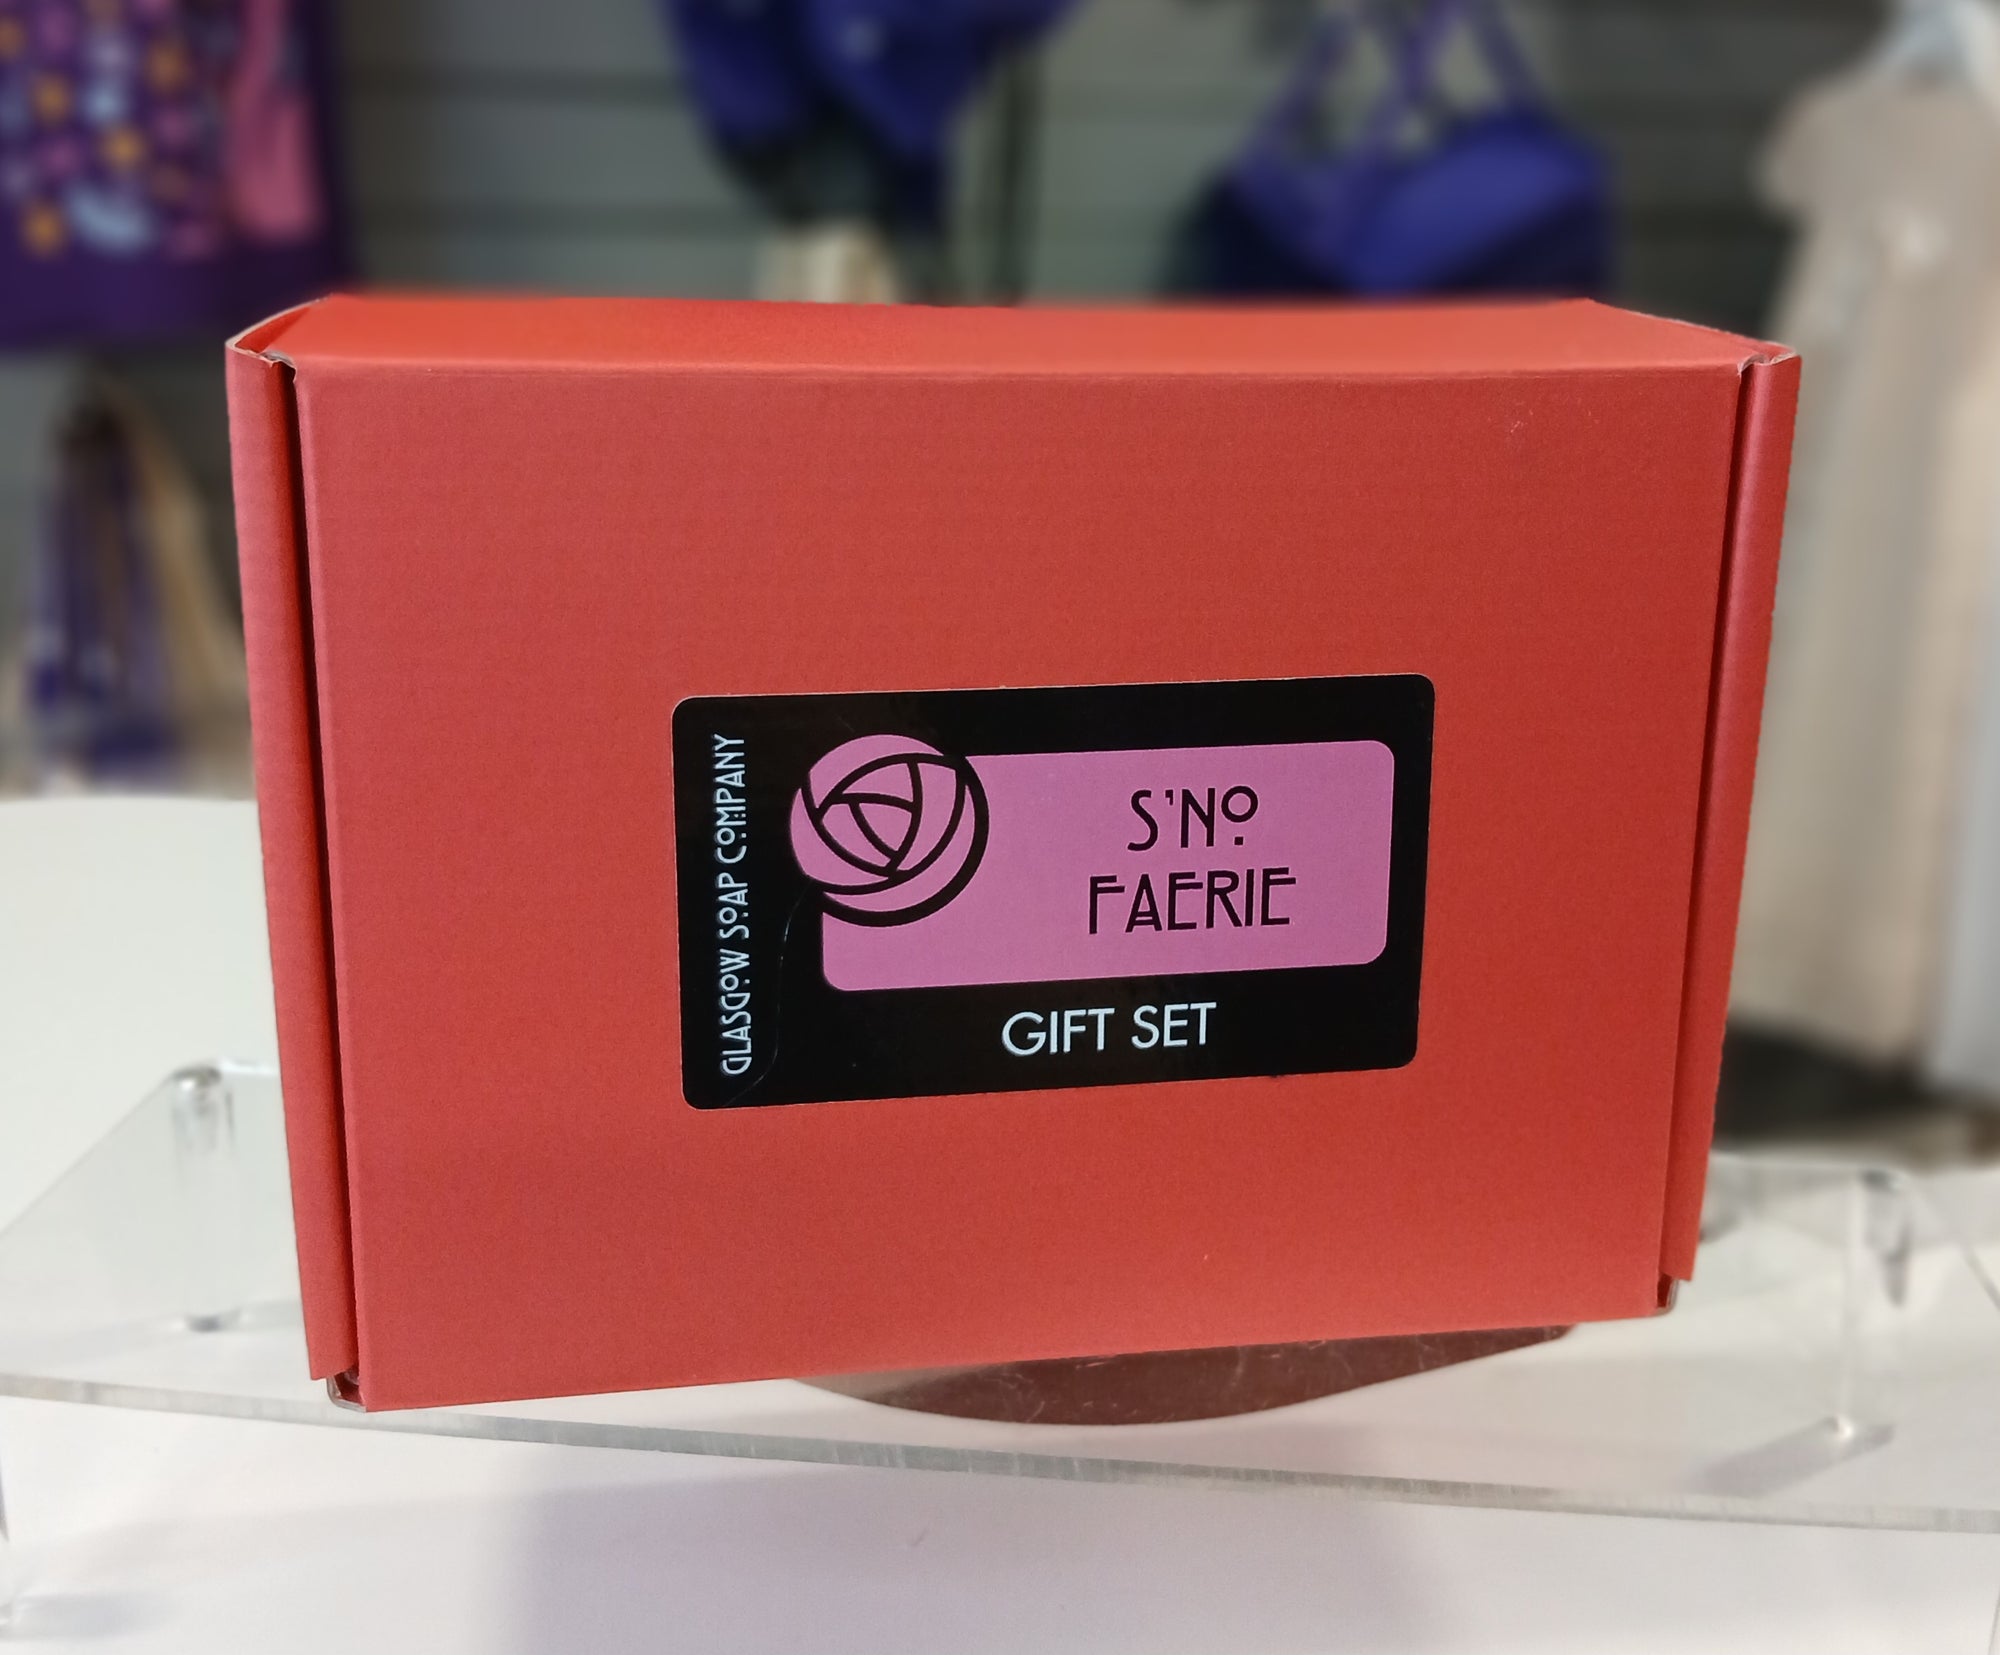 GLASGOW SOAP COMPANY
S'NO
FAERIE
GIFT SET